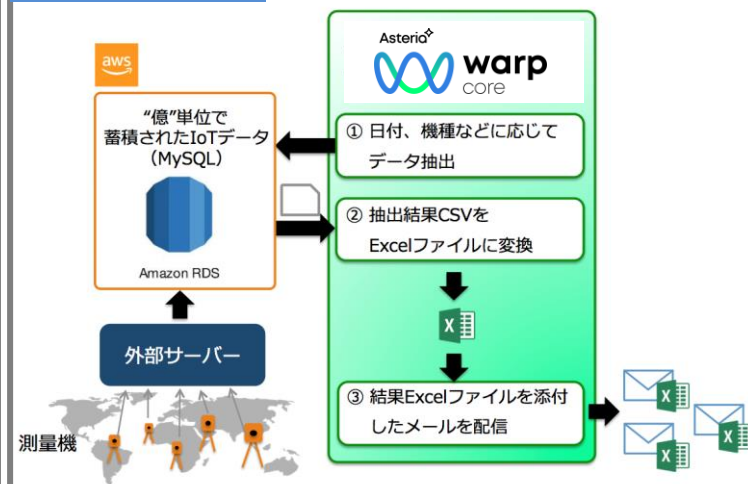 aws
“億”単位で
蓄積されたIoTデータ
（MySQL）
Amazon RDS
外部サーバー
測量機
Asteria
warp
core
① 日付、機種などに応じて
データ抽出
② 抽出結果CSVを
Excelファイルに変換
X
③ 結果Excelファイルを添付
したメールを配信
X
X
X